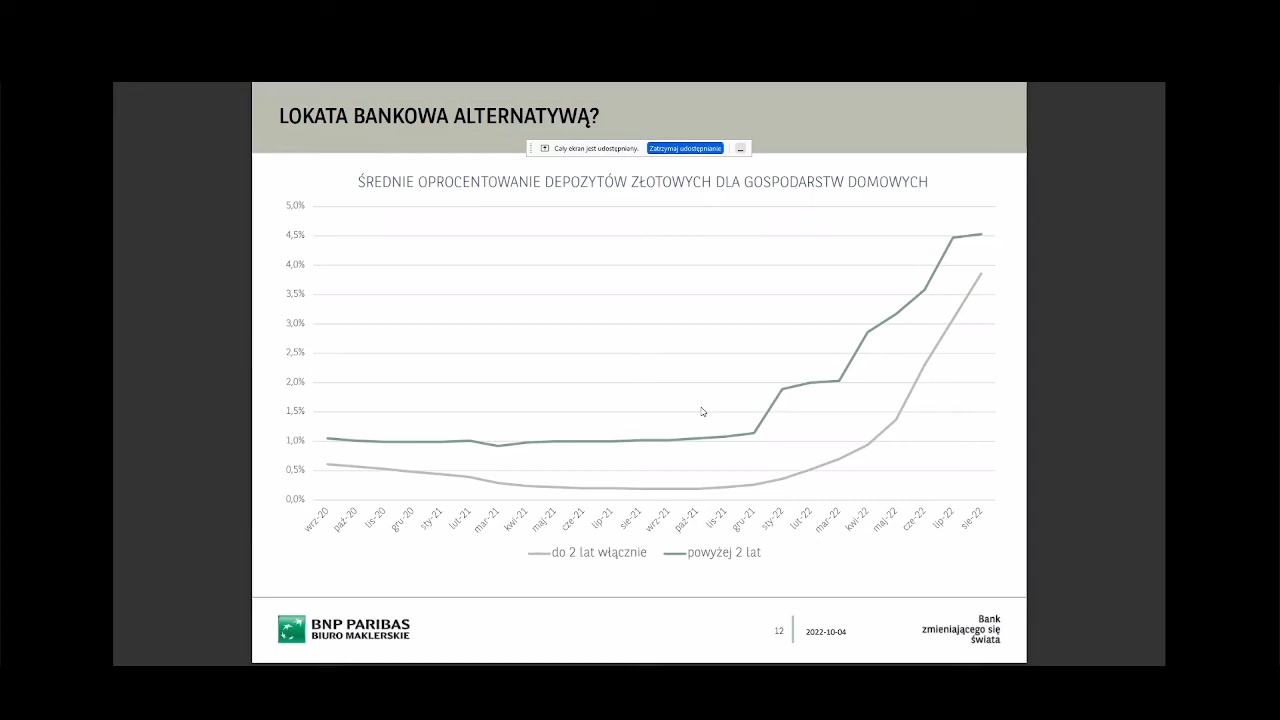 LOKATA BANKOWA ALTERNATYWĄ?
Cały ekran jest udostępniany.
Zatrzymaj udostępnianie
ŚREDNIE OPROCENTOWANIE DEPOZYTÓW ZŁOTOWYCH DLA GOSPODARSTW DOMOWYCH
5,0%
4,5%
4,0%
3,5%
3,0%
2,5%
2,0%
1,5%
1,0%
0,5%
0,0%
wrz-20 paź-20 lis-20 gru-20 sty-21 lut-21 mar-21 kwi-21 maj-21 cze-21 lip-21 sie-21 wrz-21 paź-21 lis-21 gru-21 sty-22 lut-22 mar-22 kwi-22 maj-22 cze-22 lip-22 sie-22
do 2 lat włącznie powyżej 2 lat
BNP PARIBAS
BIURO MAKLERSKIE
12
2022-10-04
Bank
zmieniającego się
świata